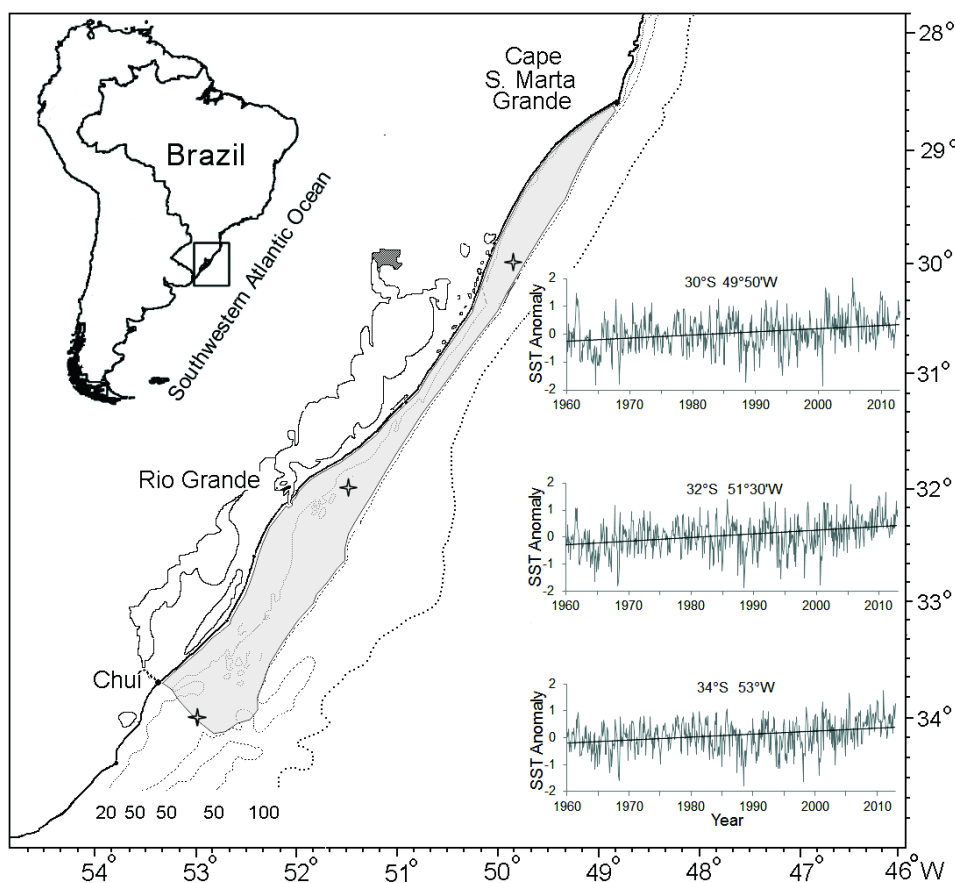 Cape
S. Marta
Grande
Brazil
Southwestern Atlantic Ocean
Rio Grande
Chuí
20 50 50 50 100
30°S 49°50'W
SST Anomaly
2
1
0
-1
-2
1960 1970 1980 1990 2000 2010
32°S 51°30'W
SST Anomaly
2
1
0
-1
-2
1960 1970 1980 1990 2000 2010
34°S 53°W
SST Anomaly
2
1
0
-1
-2
1960 1970 1980 1990 2000 2010
Year
28°
29°
30°
31°
32°
33°
34°
54° 53° 52° 51° 50° 49° 48° 47° 46° W